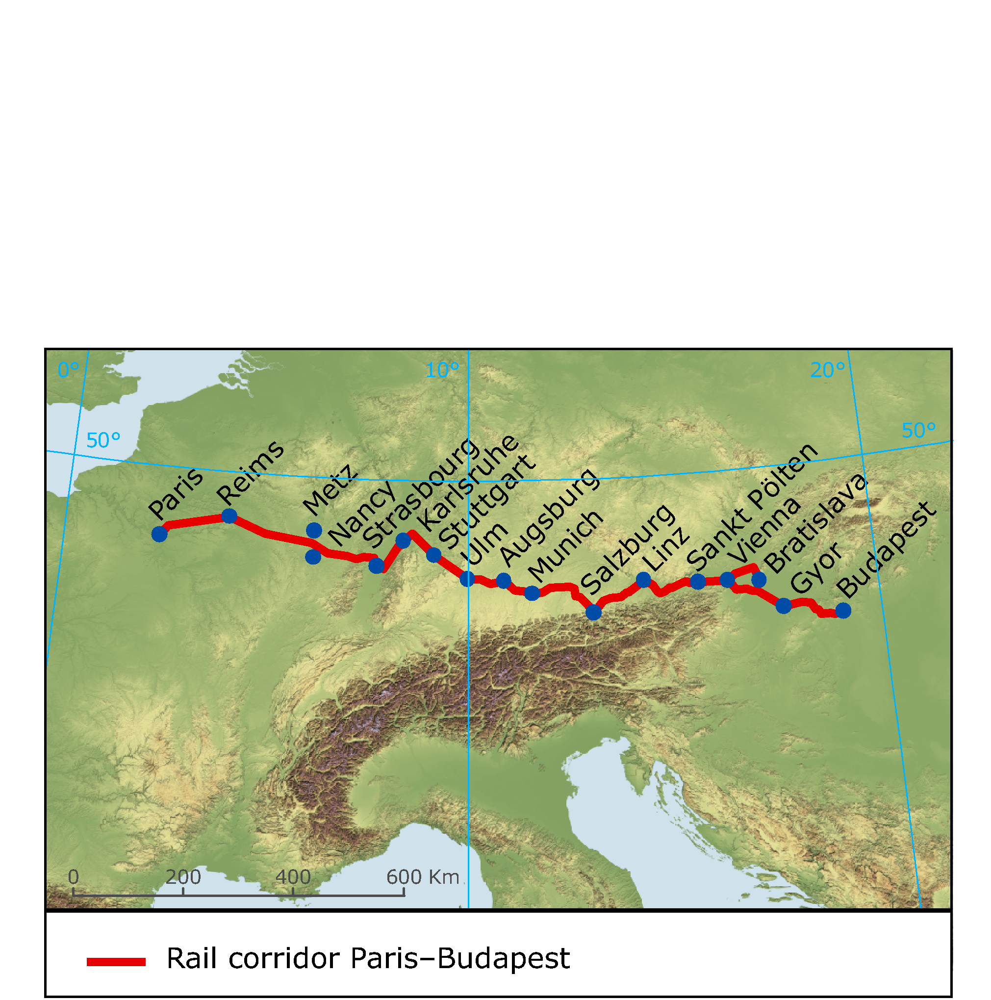 0°
10°
20°
50°
50°
Paris
Reims
Metz
Nancy
Strasbourg
Karlsruhe
Stuttgart
Ulm
Augsburg
Munich
Salzburg
Linz
Sankt Pölten
Vienna
Bratislava
Gyor
Budapest
0 200 400 600 Km
Rail corridor Paris–Budapest